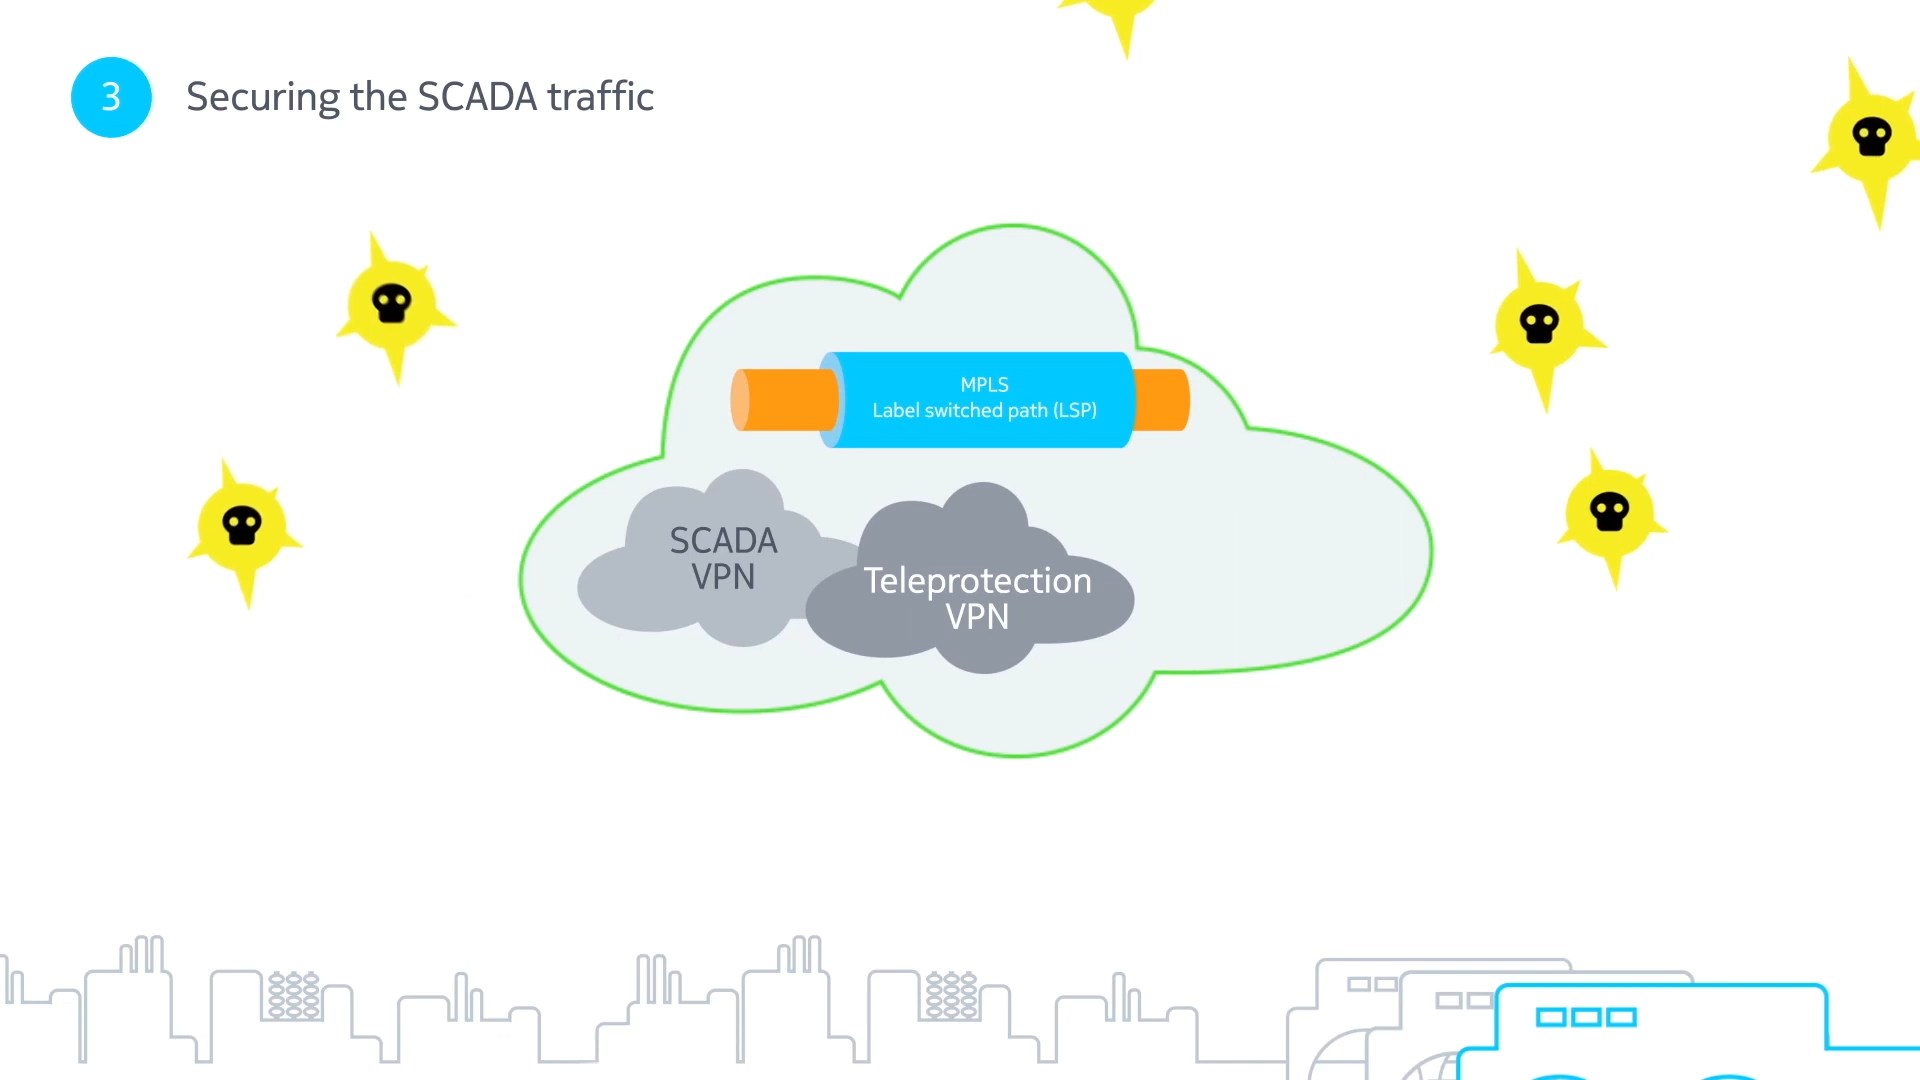 3
Securing the SCADA traffic
MPLS
Label switched path (LSP)
SCADA
VPN
Teleprotection
VPN